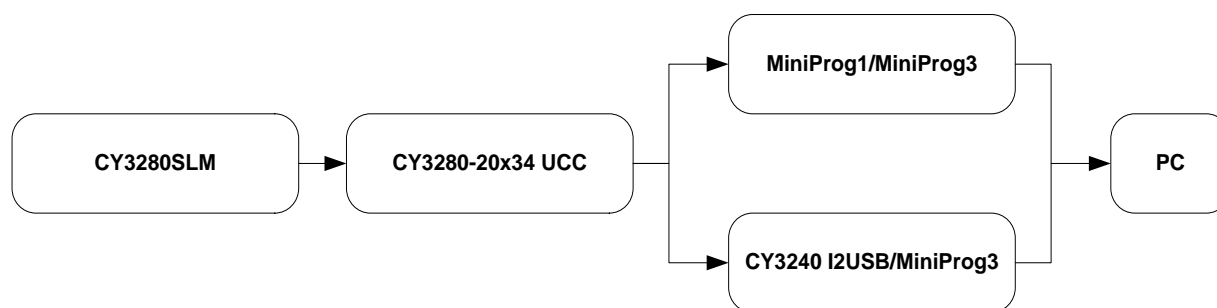 CY3280SLM
CY3280-20x34 UCC
MiniProg1/MiniProg3
CY3240 I2USB/MiniProg3
PC